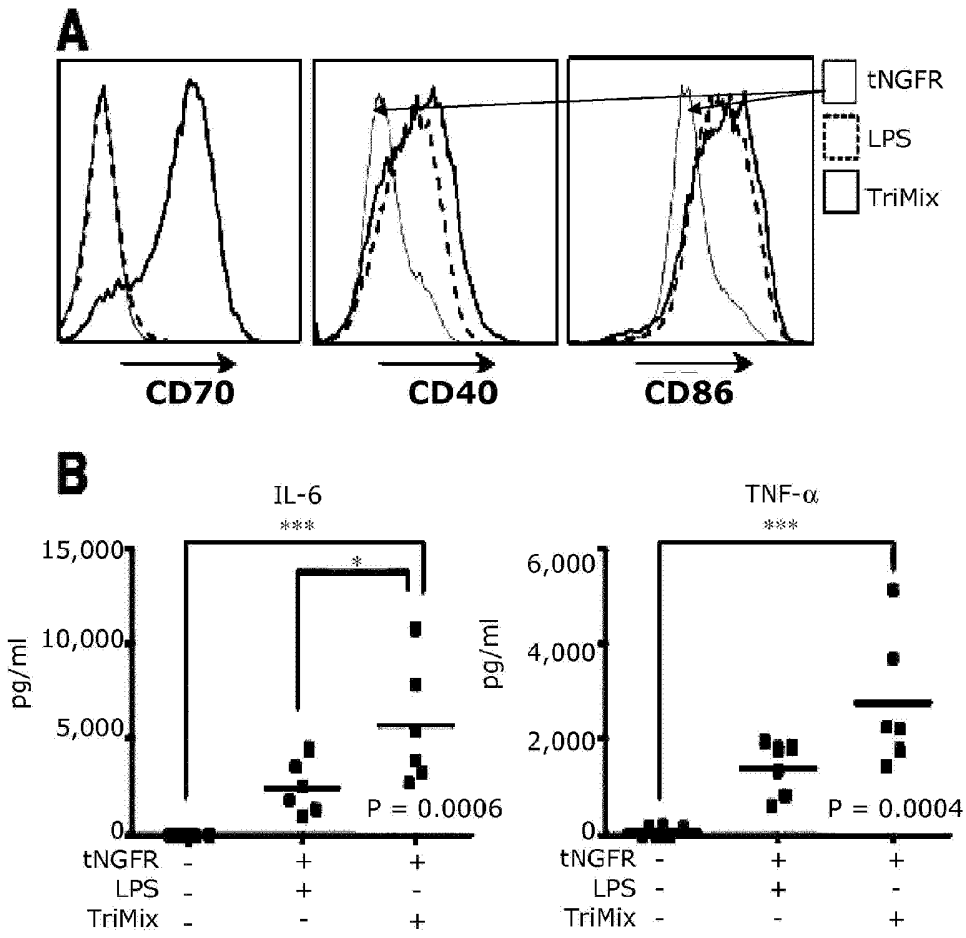 A
tNGFR
LPS
TriMix
CD70
CD40
CD86
B
IL-6
***
*
15,000
10,000
5,000
0
pg/ml
P = 0.0006
tNGFR - + +
LPS - + -
TriMix - - +
TNF-α
***
6,000
4,000
2,000
0
pg/ml
P = 0.0004
tNGFR - + +
LPS - + -
TriMix - - +